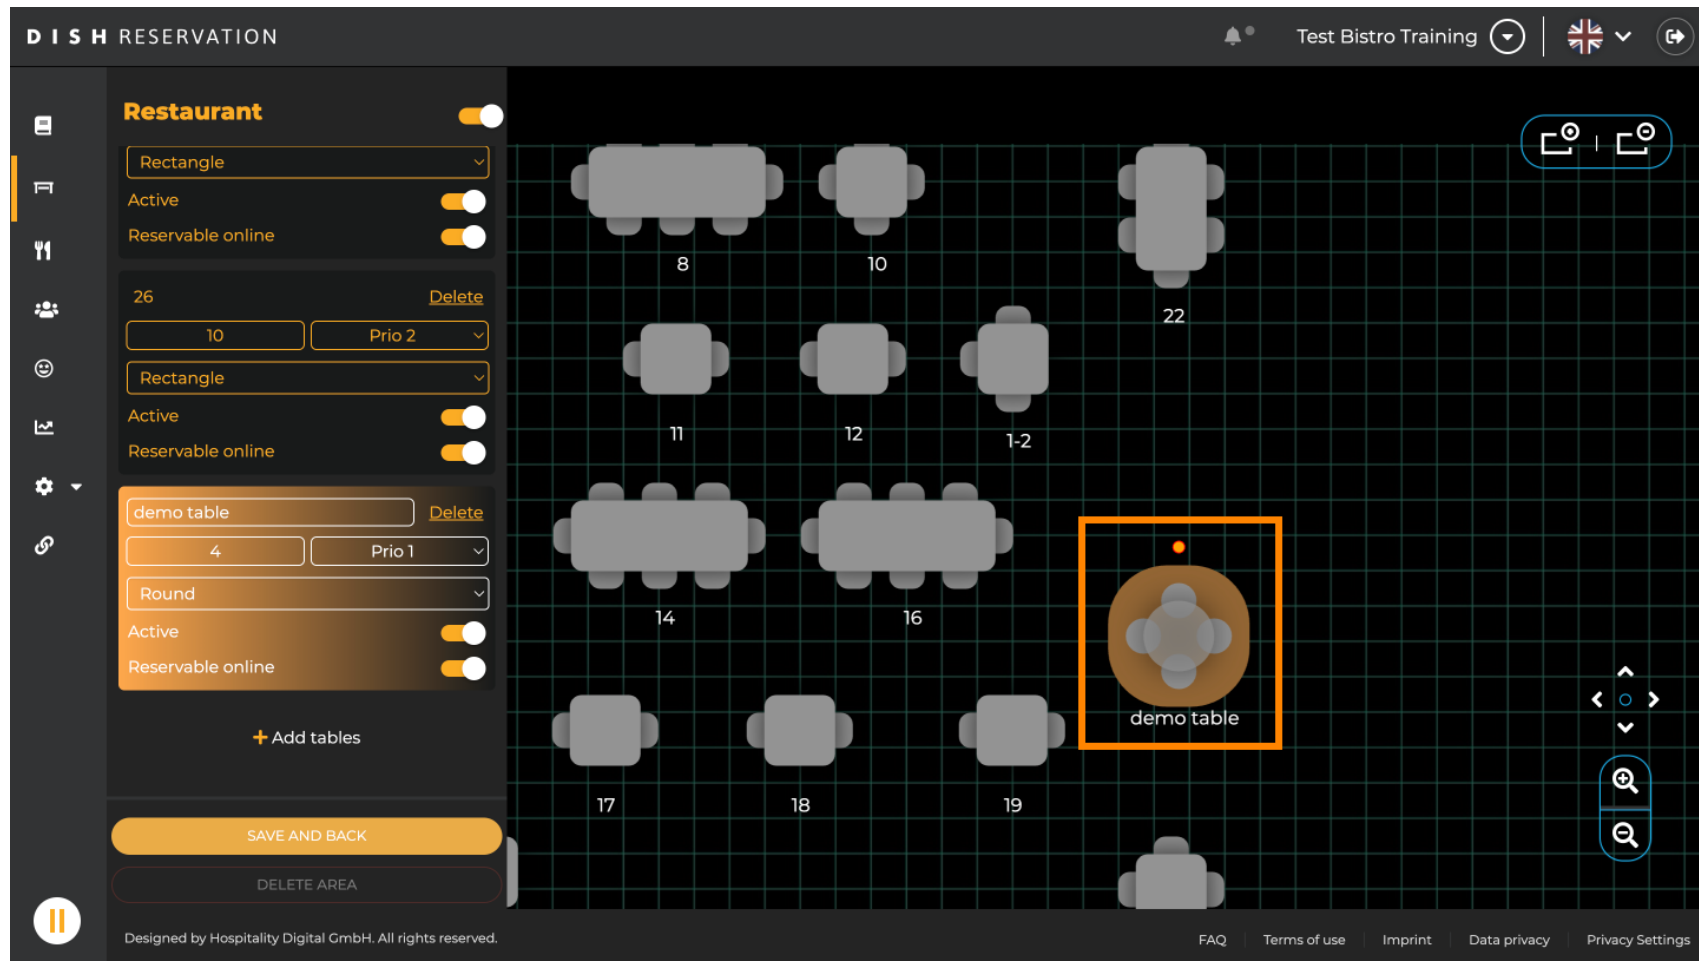 DISH RESERVATION
Test Bistro Training
Restaurant
Rectangle
Active
Reservable online
26 Delete
10 Prio 2
Rectangle
Active
Reservable online
demo table Delete
4 Prio 1
Round
Active
Reservable online
+ Add tables
SAVE AND BACK
DELETE AREA
8 10
22
11 12 1-2
14 16
demo table
17 18 19
Designed by Hospitality Digital GmbH. All rights reserved.
FAQ Terms of use Imprint Data privacy Privacy Settings